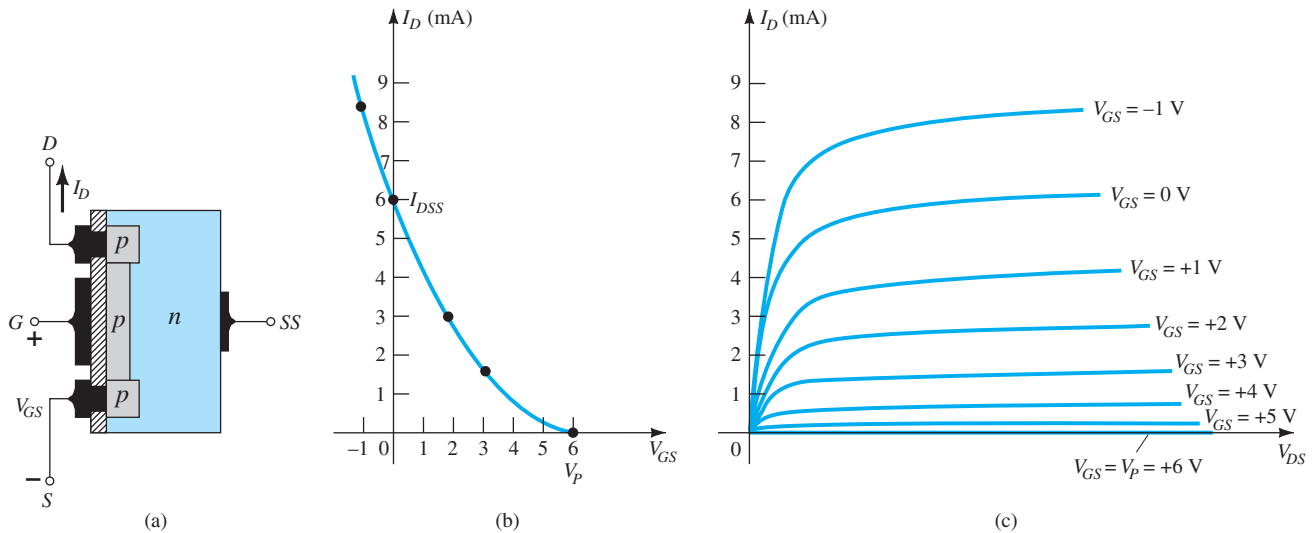 D
I_D
p
G
+
p
n
SS
p
V_GS
–
S
(a)
I_D (mA)
9
8
7
6
I_DSS
5
4
3
2
1
–1
0
1
2
3
4
5
6
V_P
V_GS
(b)
I_D (mA)
9
8
7
6
5
4
3
2
1
0
V_GS = –1 V
V_GS = 0 V
V_GS = +1 V
V_GS = +2 V
V_GS = +3 V
V_GS = +4 V
V_GS = +5 V
V_GS = V_P = +6 V
V_DS
(c)